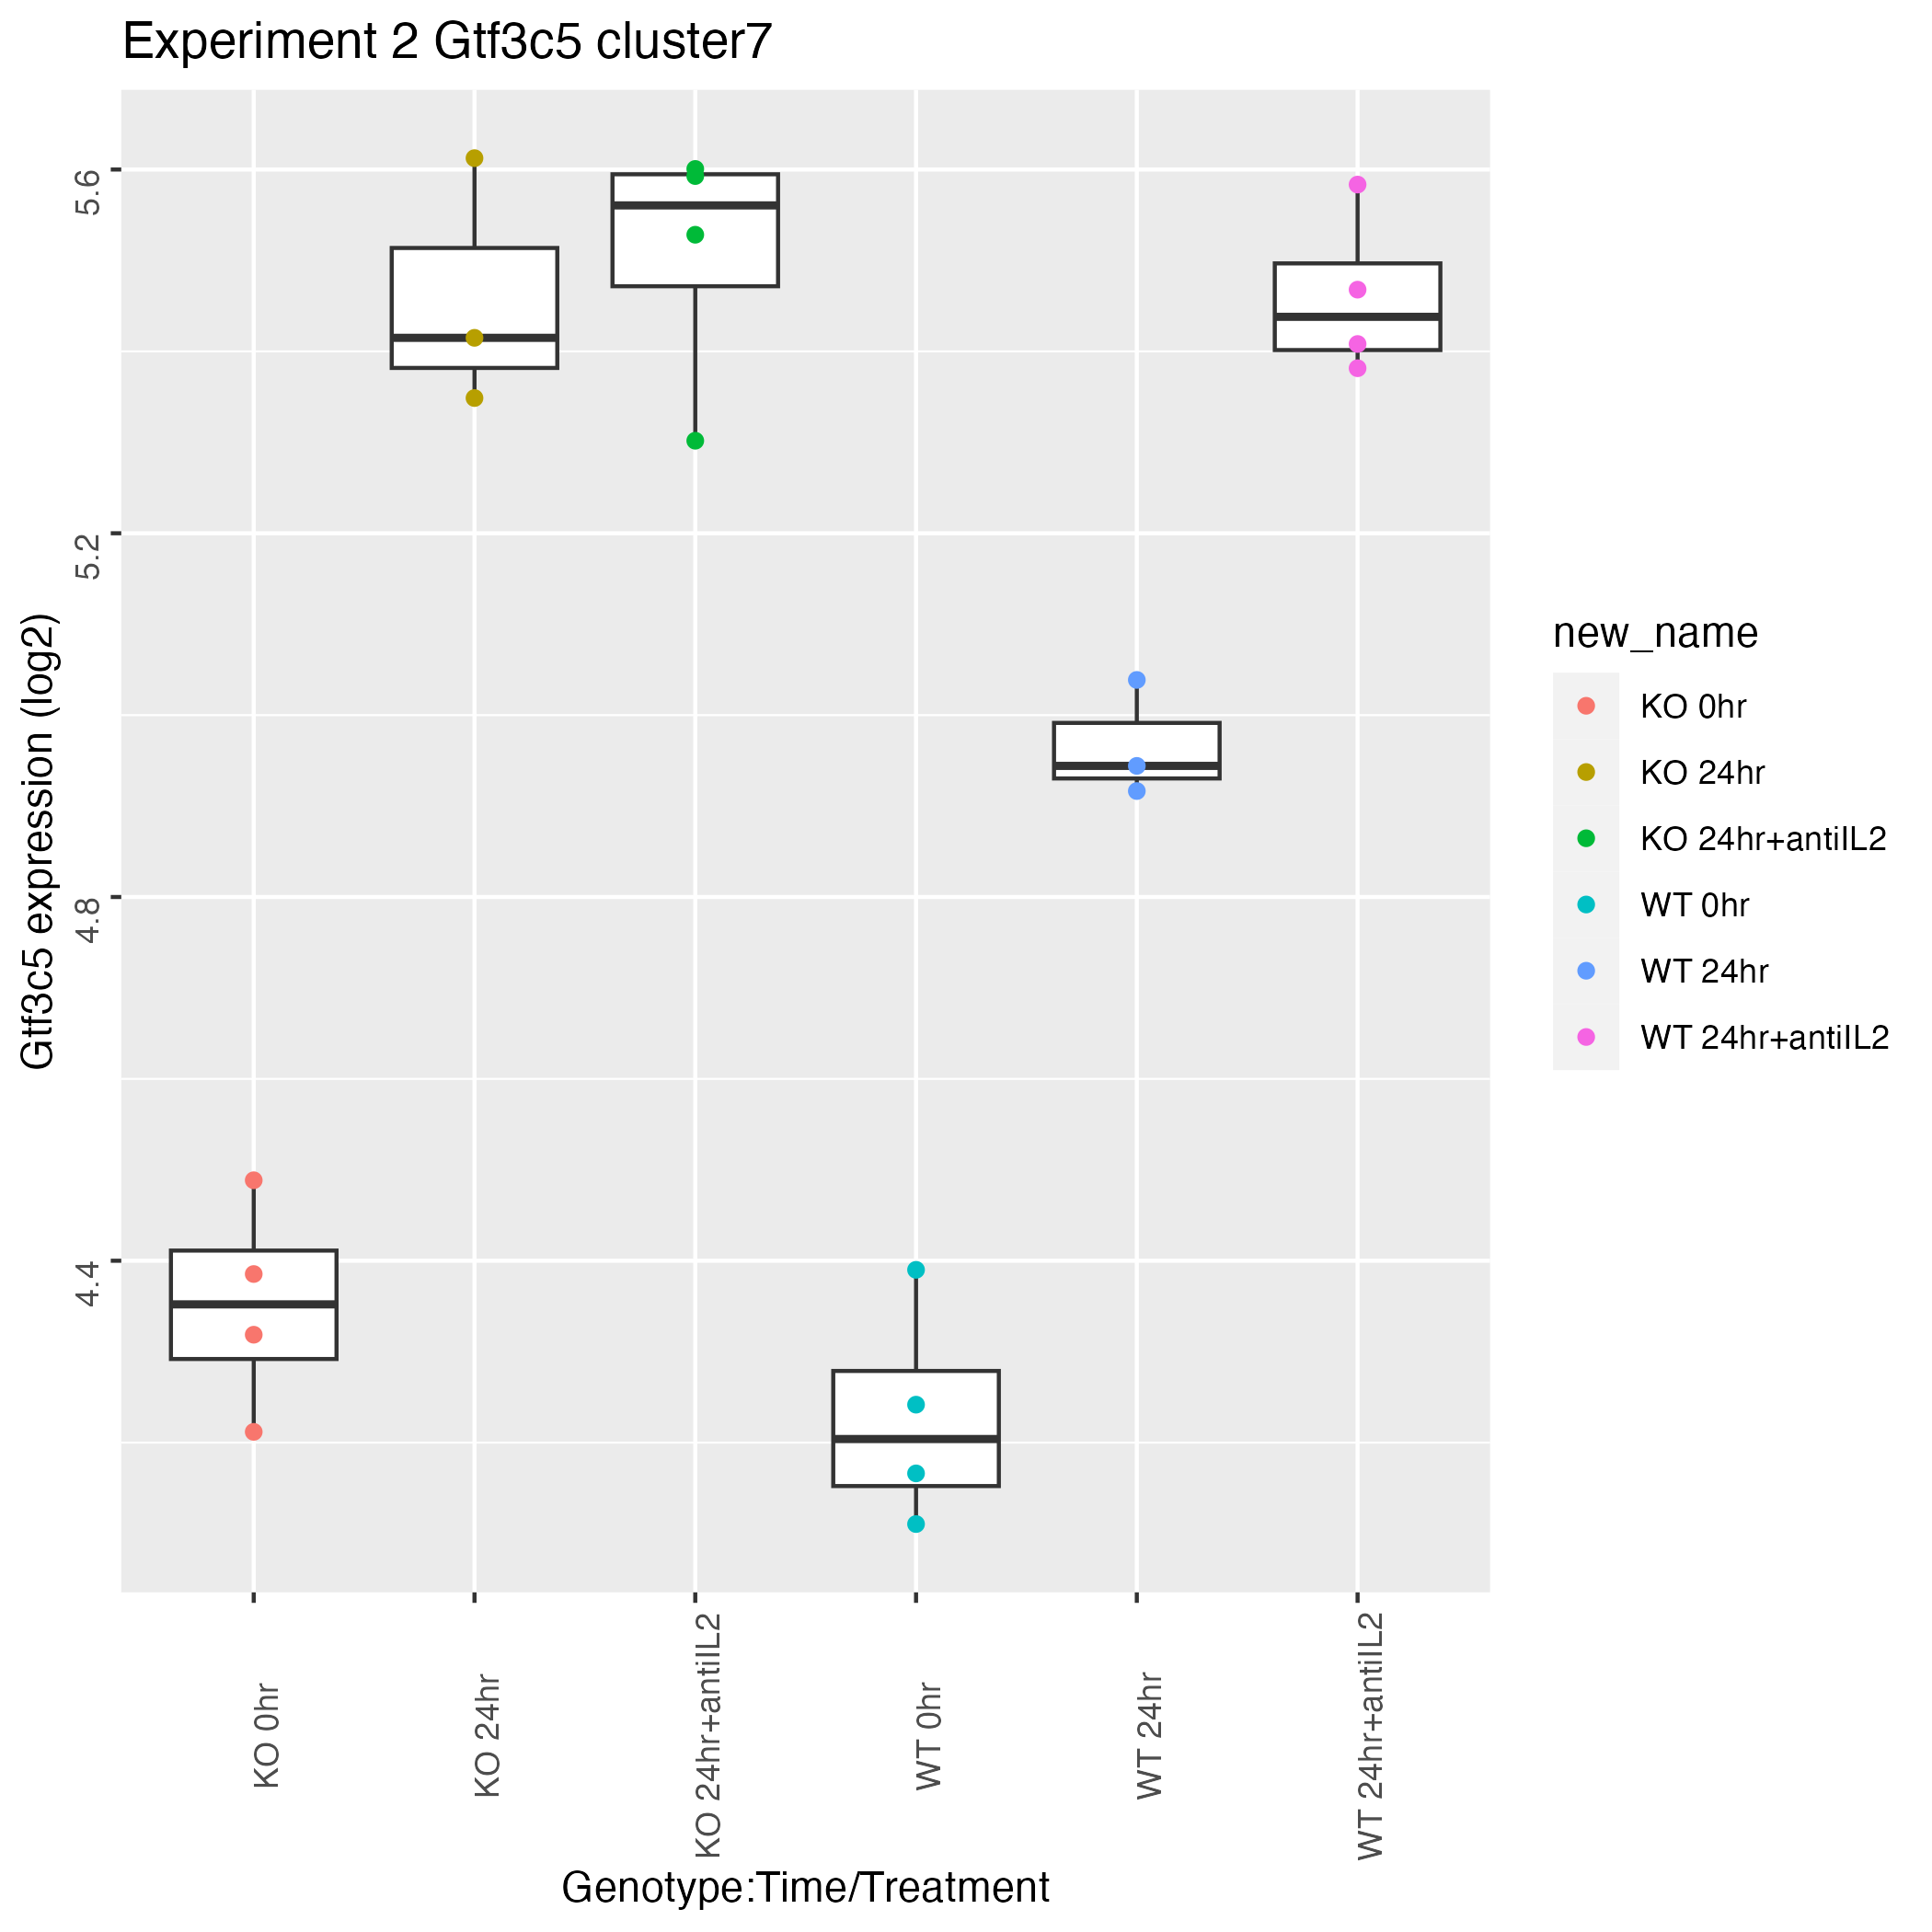 Experiment 2 Gtf3c5 cluster7
Gtf3c5 expression (log2)
5.6
5.2
4.8
4.4
KO 0hr
KO 24hr
KO 24hr+antiIL2
WT 0hr
WT 24hr
WT 24hr+antiIL2
Genotype:Time/Treatment
new_name
KO 0hr
KO 24hr
KO 24hr+antiIL2
WT 0hr
WT 24hr
WT 24hr+antiIL2